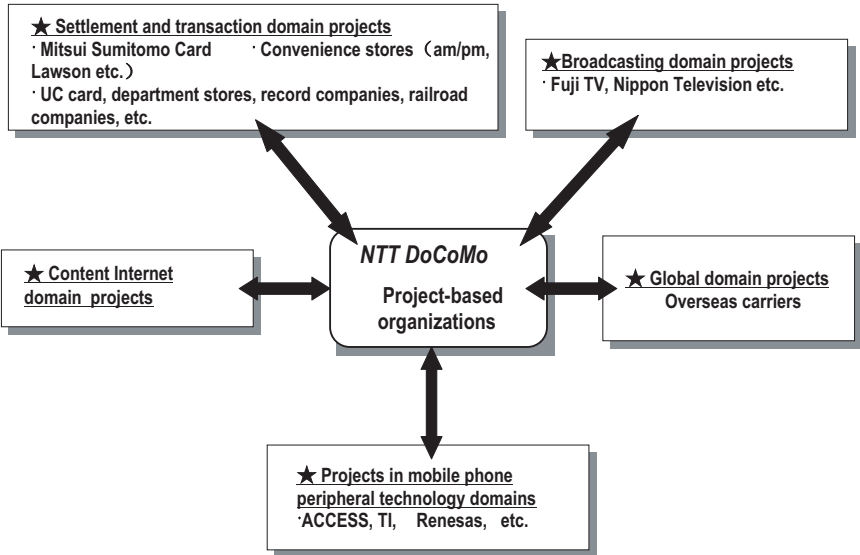 ★ Settlement and transaction domain projects
· Mitsui Sumitomo Card · Convenience stores （am/pm,
Lawson etc.）
· UC card, department stores, record companies, railroad
companies, etc.
★Broadcasting domain projects
· Fuji TV, Nippon Television etc.
★ Content Internet
domain projects
NTT DoCoMo
Project-based
organizations
★ Global domain projects
Overseas carriers
★ Projects in mobile phone
peripheral technology domains
·ACCESS, TI, Renesas, etc.